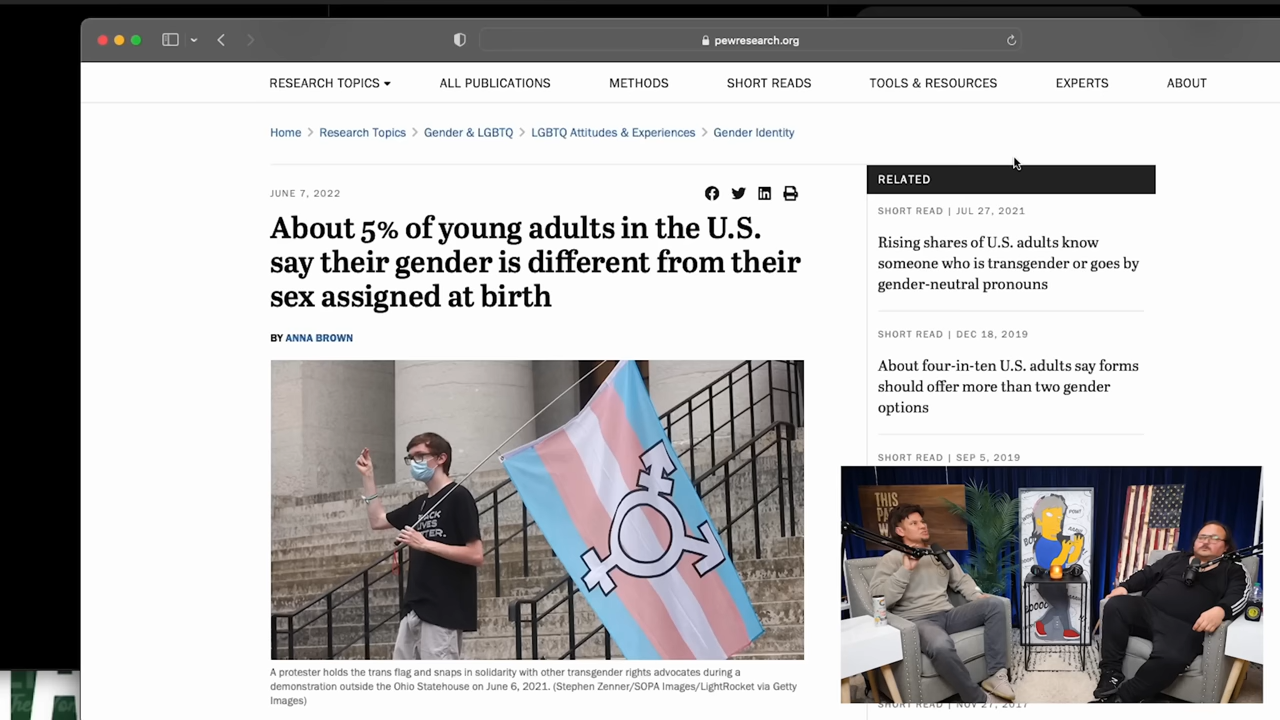 pewresearch.org
RESEARCH TOPICS
ALL PUBLICATIONS
METHODS
SHORT READS
TOOLS & RESOURCES
EXPERTS
ABOUT
Home > Research Topics > Gender & LGBTQ > LGBTQ Attitudes & Experiences > Gender Identity
JUNE 7, 2022
About 5% of young adults in the U.S.
say their gender is different from their
sex assigned at birth
BY ANNA BROWN
LIVES
A protester holds the trans flag and snaps in solidarity with other transgender rights advocates during a
demonstration outside the Ohio Statehouse on June 6, 2021. (Stephen Zenner/SOPA Images/LightRocket via Getty
Images)
RELATED
SHORT READ | JUL 27, 2021
Rising shares of U.S. adults know
someone who is transgender or goes by
gender-neutral pronouns
SHORT READ | DEC 18, 2019
About four-in-ten U.S. adults say forms
should offer more than two gender
options
SHORT READ | SEP 5, 2019
THIS
PA
W
SHORT READ | NOV 27, 2017